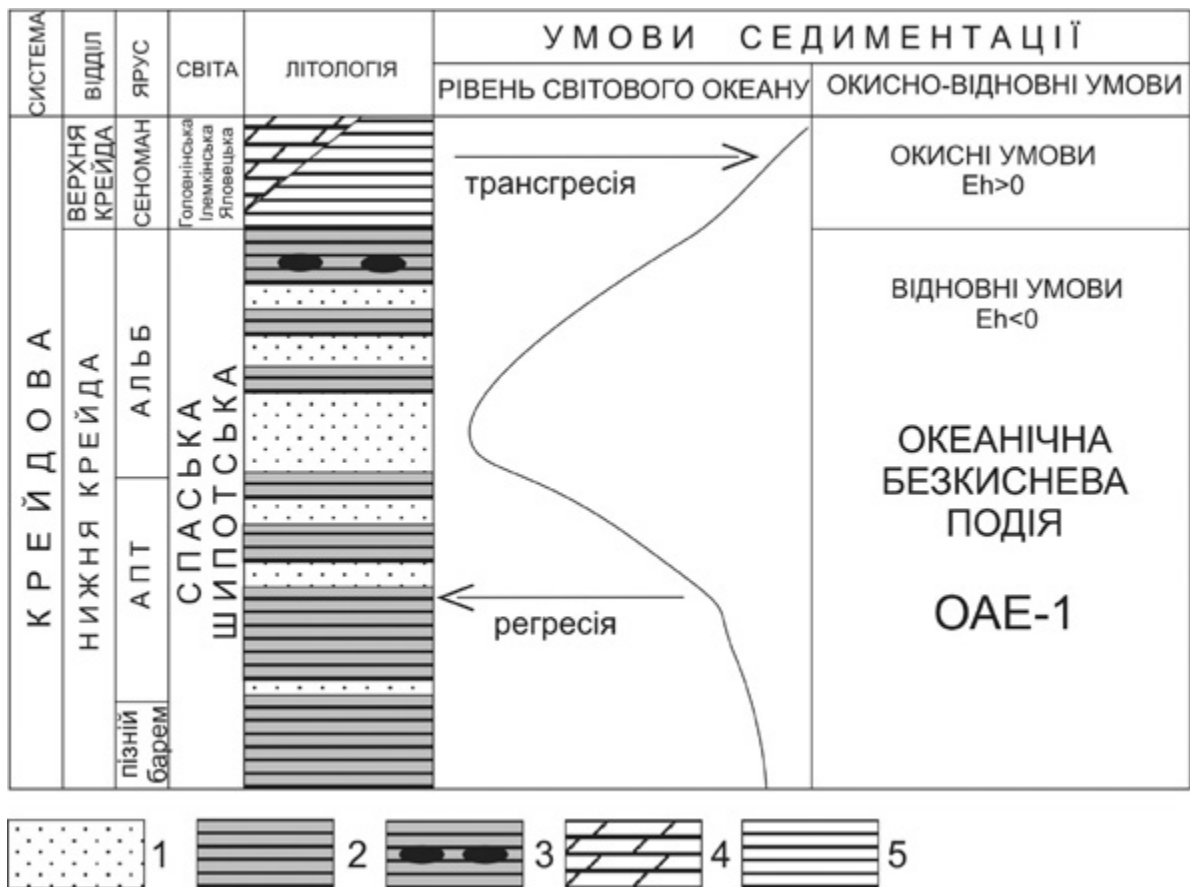 СИСТЕМА
ВІДДІЛ
ЯРУС
СВІТА
ЛІТОЛОГІЯ
УМОВИ СЕДИМЕНТАЦІЇ
РІВЕНЬ СВІТОВОГО ОКЕАНУ
ОКИСНО-ВІДНОВНІ УМОВИ
КРЕЙДОВА
ВЕРХНЯ
КРЕЙДА
НИЖНЯ КРЕЙДА
СЕНОМАН
АЛЬБ
АПТ
пізній
барем
Головнінська
Ілемкінська
Яловецька
СПАСЬКА
ШИПОТСЬКА
трансгресія
регресія
ОКИСНІ УМОВИ
Eh>0
ВІДНОВНІ УМОВИ
Eh<0
ОКЕАНІЧНА
БЕЗКИСНЕВА
ПОДІЯ
ОАЕ-1
1
2
3
4
5